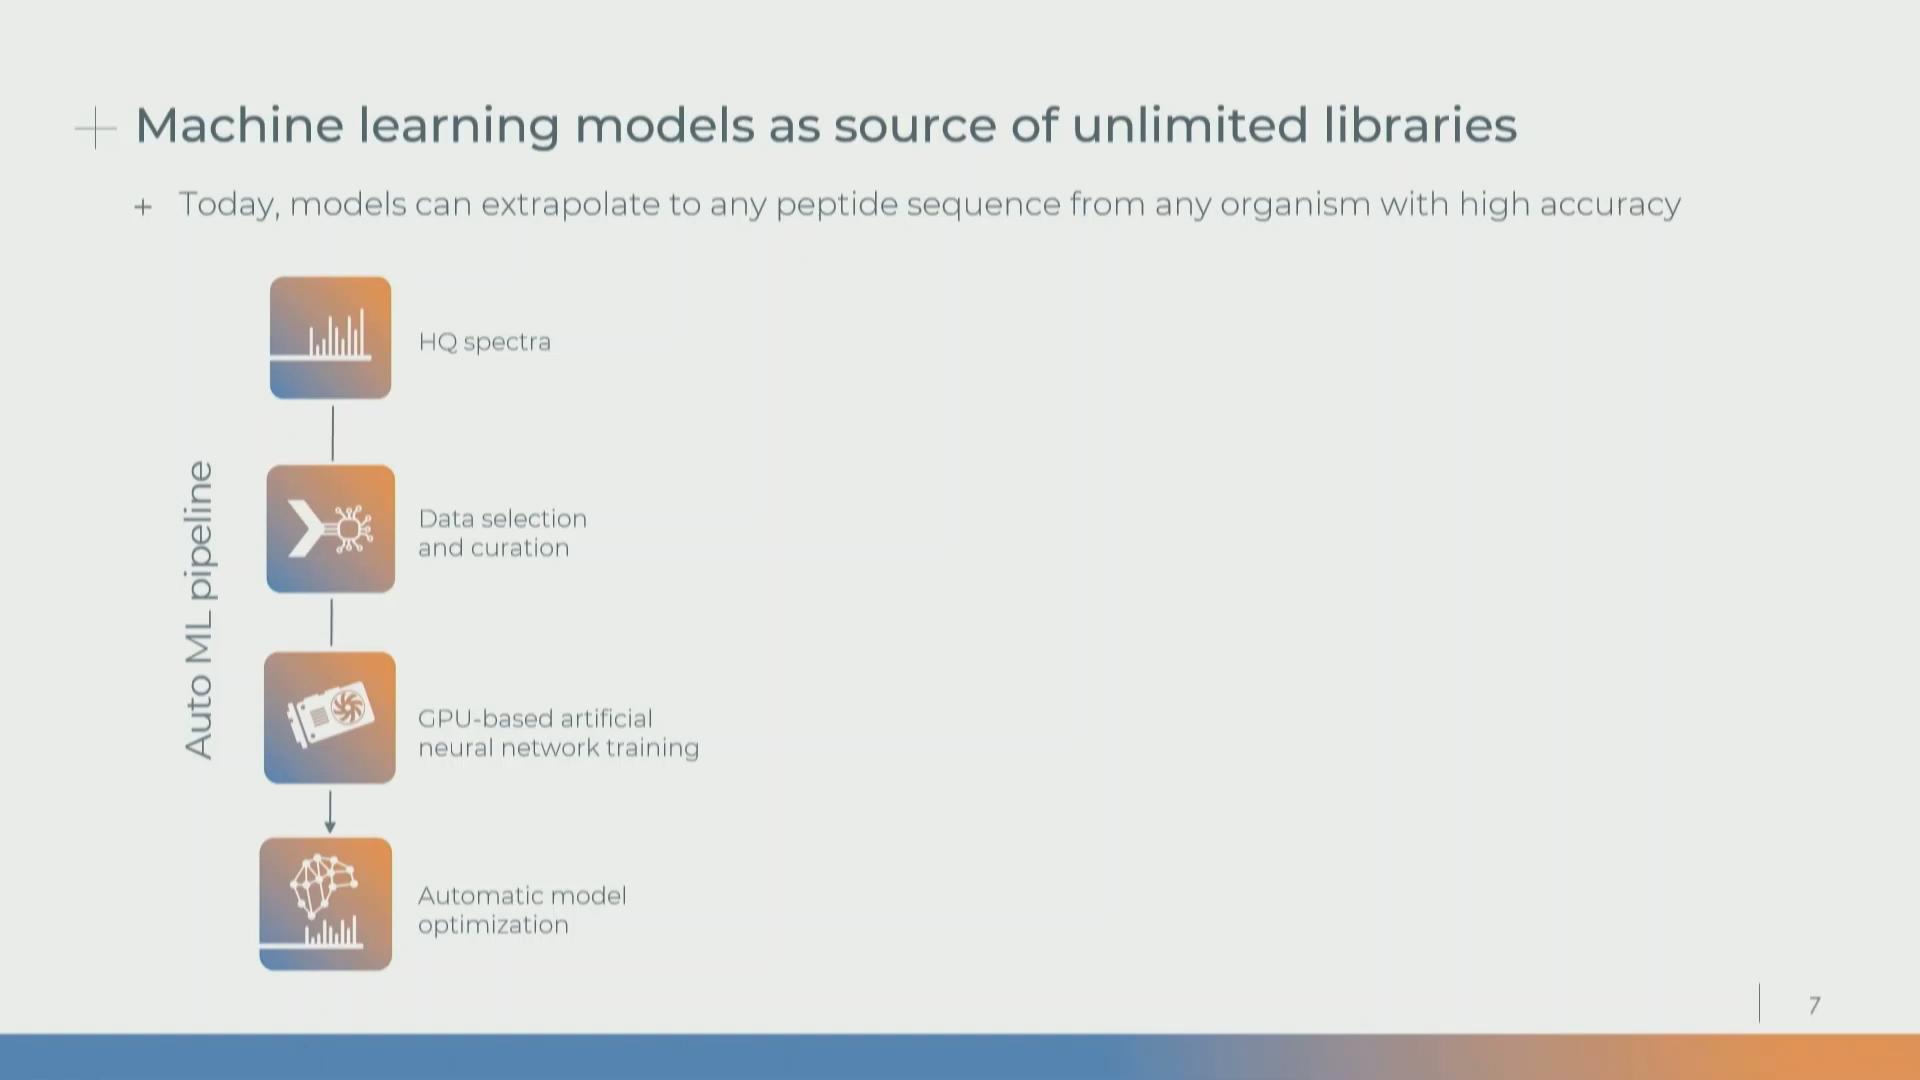 Machine learning models as source of unlimited libraries
+ Today, models can extrapolate to any peptide sequence from any organism with high accuracy
Auto ML pipeline
HQ spectra
Data selection
and curation
GPU-based artificial
neural network training
Automatic model
optimization
7